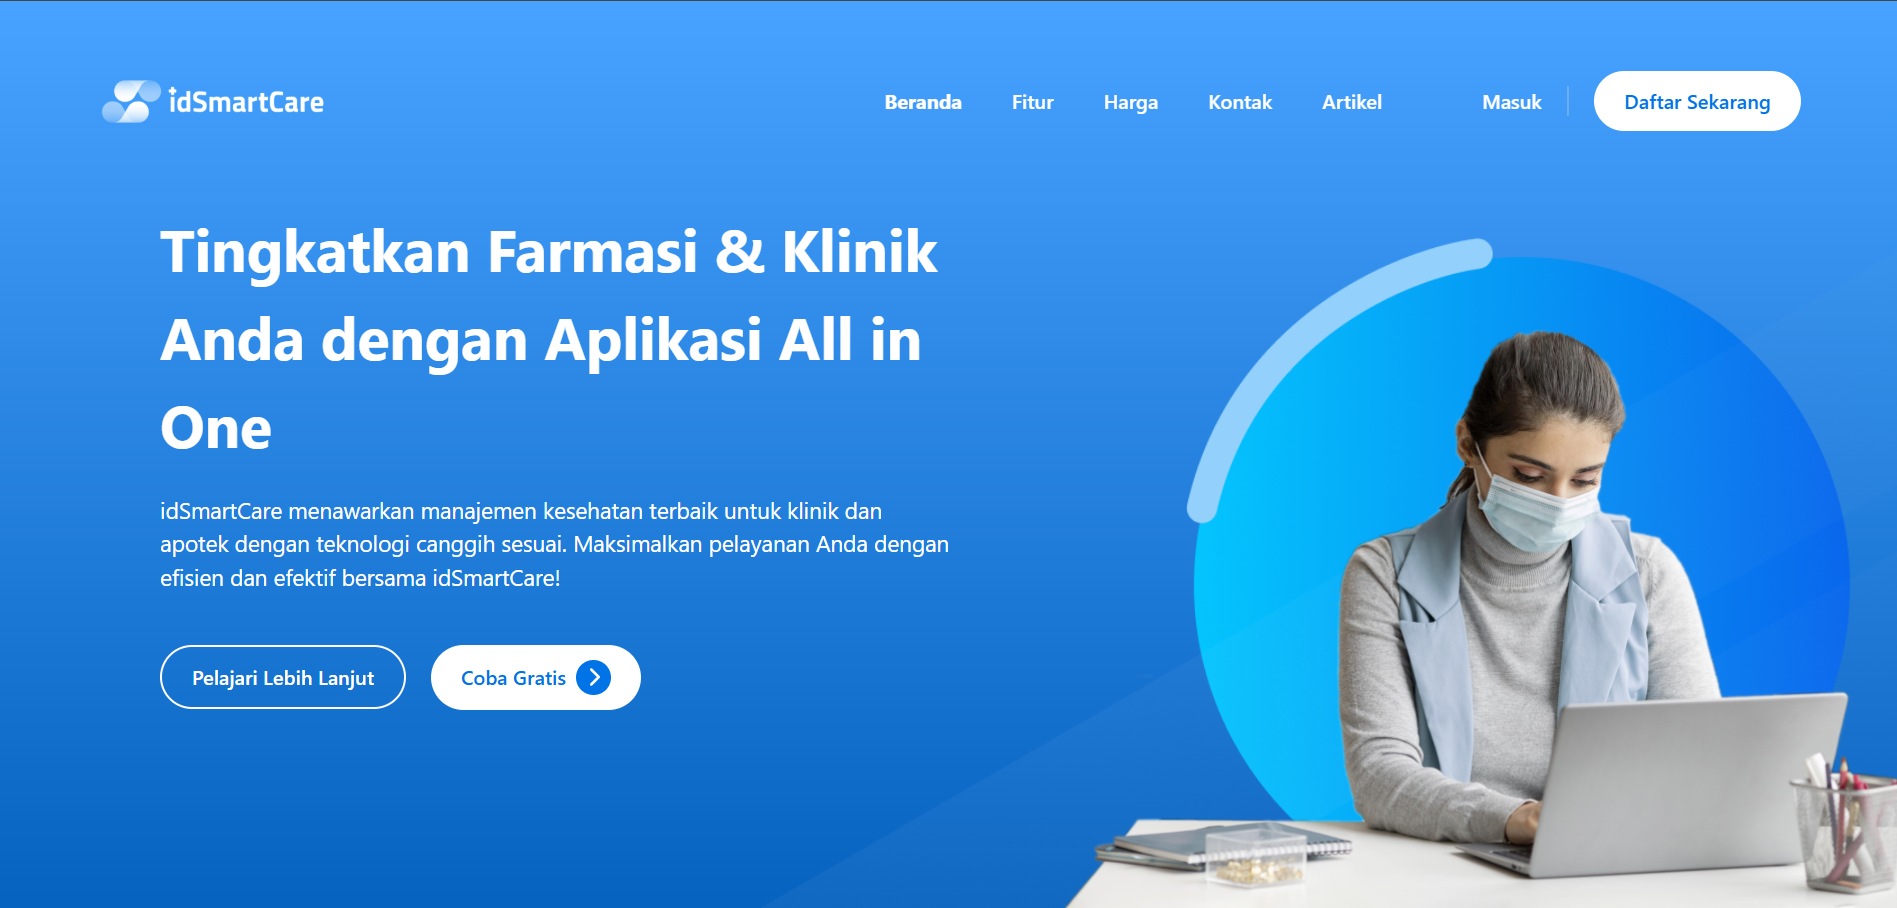 idSmartCare
Beranda
Fitur
Harga
Kontak
Artikel
Masuk
Daftar Sekarang
Tingkatkan Farmasi & Klinik
Anda dengan Aplikasi All in
One
idSmartCare menawarkan manajemen kesehatan terbaik untuk klinik dan
apotek dengan teknologi canggih sesuai. Maksimalkan pelayanan Anda dengan
efisien dan efektif bersama idSmartCare!
Pelajari Lebih Lanjut
Coba Gratis